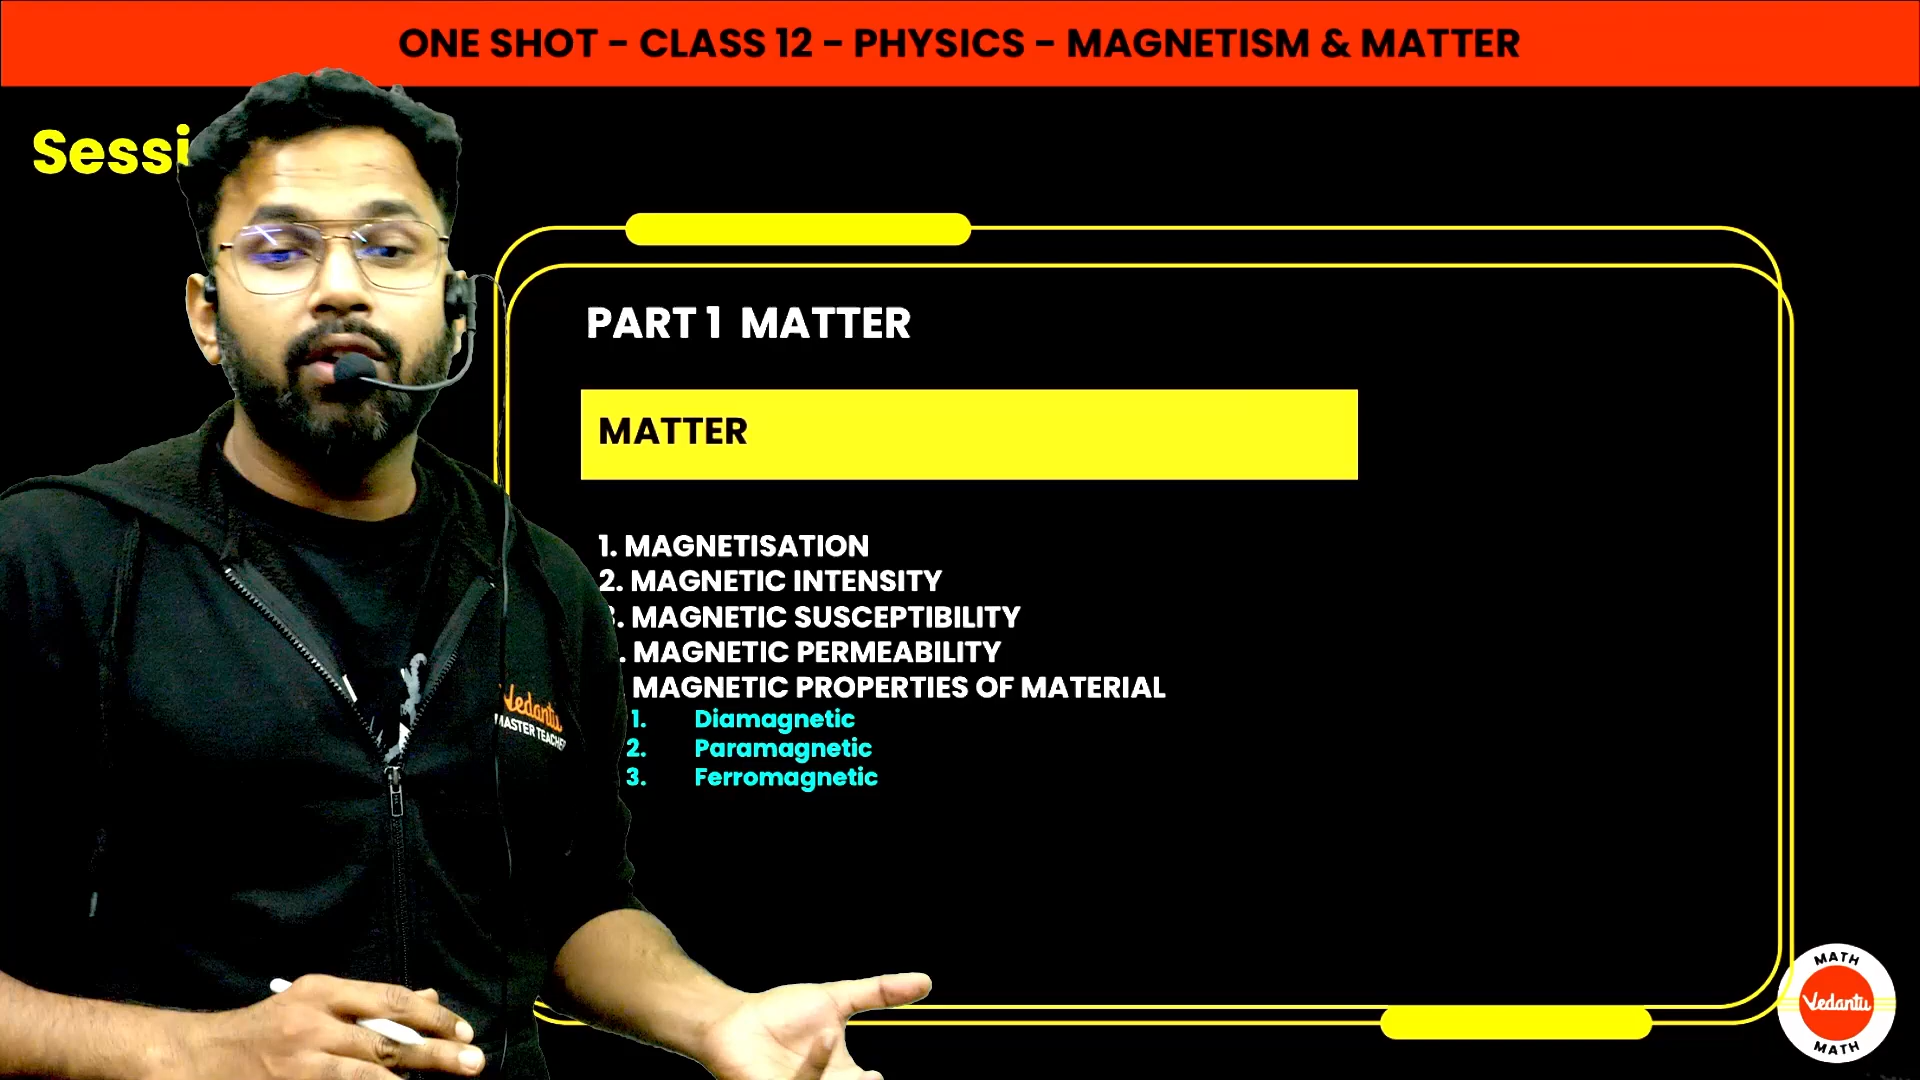 ONE SHOT - CLASS 12 - PHYSICS - MAGNETISM & MATTER
Sessi
PART 1 MATTER
MATTER
1. MAGNETISATION
2. MAGNETIC INTENSITY
3. MAGNETIC SUSCEPTIBILITY
. MAGNETIC PERMEABILITY
MAGNETIC PROPERTIES OF MATERIAL
1. Diamagnetic
2. Paramagnetic
3. Ferromagnetic
Vedantu
MASTER TEACHER
MATH
Vedantu
MATH